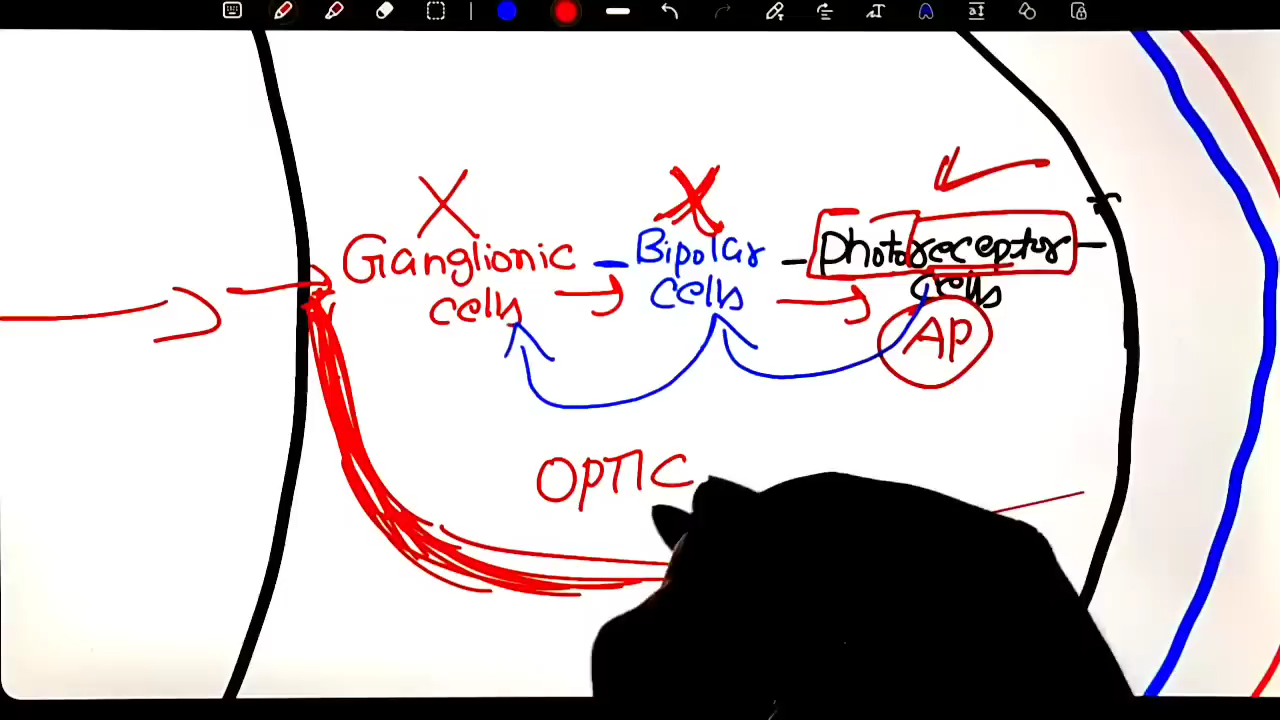 Ganglionic
cells
Bipolar
cells
photoreceptor
cells
AP
OPTIC